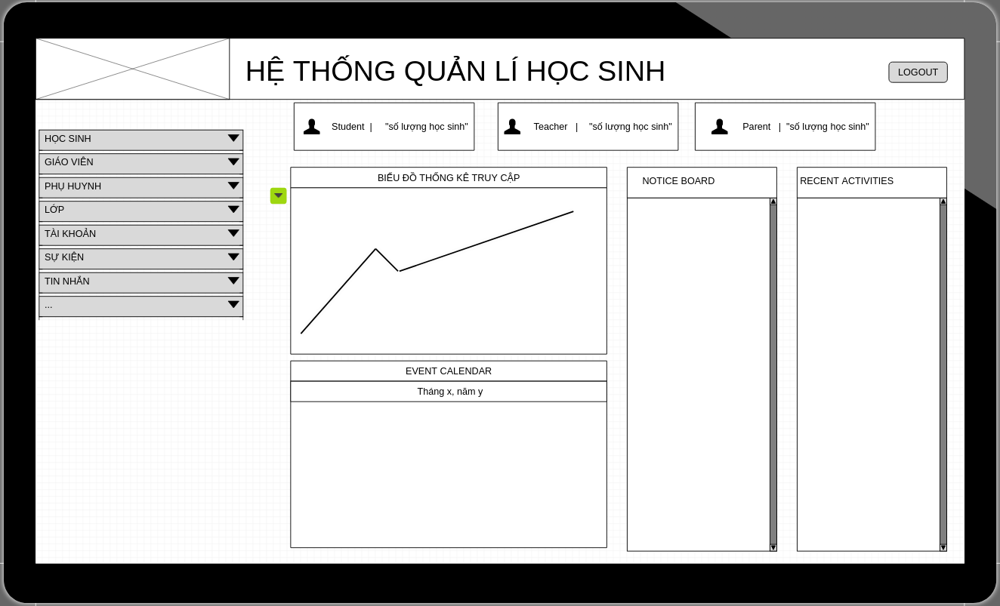 HỆ THỐNG QUẢN LÍ HỌC SINH
LOGOUT
Student | "số lượng học sinh"
Teacher | "số lượng học sinh"
Parent | "số lượng học sinh"
HỌC SINH
GIÁO VIÊN
PHỤ HUYNH
LỚP
TÀI KHOẢN
SỰ KIỆN
TIN NHẮN
...
BIỂU ĐỒ THỐNG KÊ TRUY CẬP
EVENT CALENDAR
Tháng x, năm y
NOTICE BOARD
RECENT ACTIVITIES